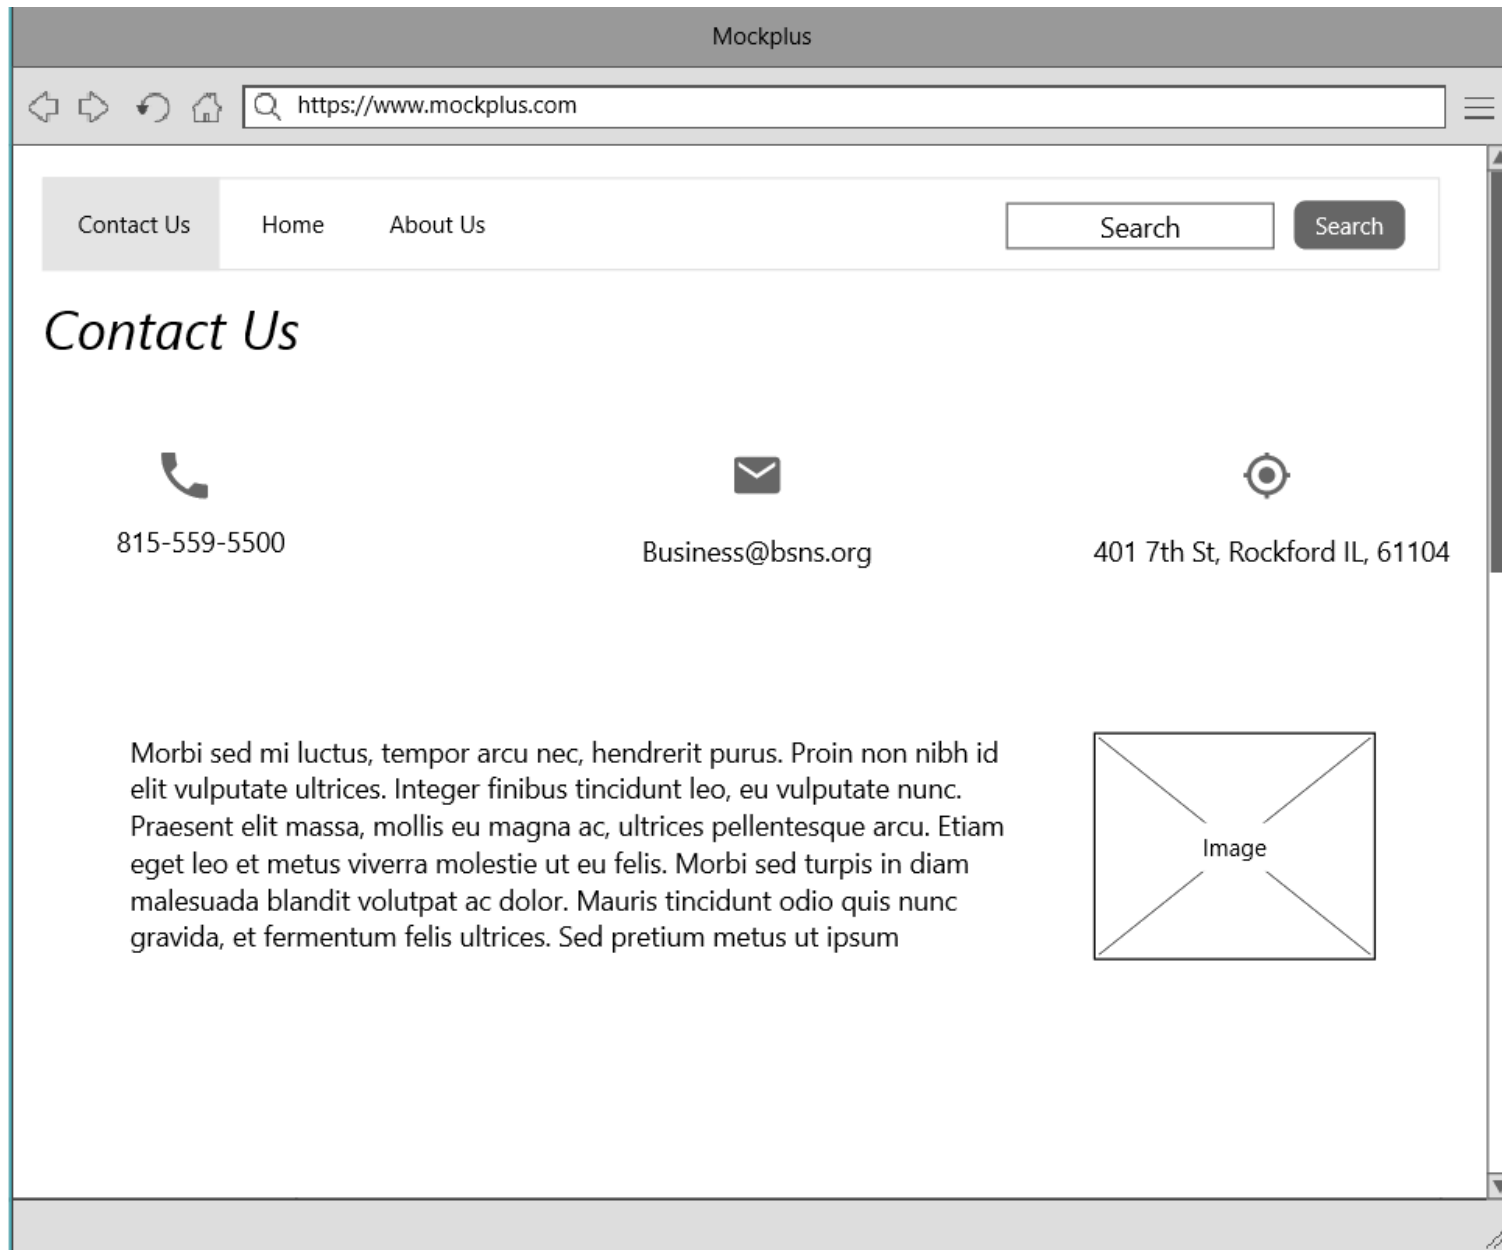 Mockplus
https://www.mockplus.com
Contact Us Home About Us Search Search
Contact Us
815-559-5500
Business@bsns.org
401 7th St, Rockford IL, 61104
Morbi sed mi luctus, tempor arcu nec, hendrerit purus. Proin non nibh id
elit vulputate ultrices. Integer finibus tincidunt leo, eu vulputate nunc.
Praesent elit massa, mollis eu magna ac, ultrices pellentesque arcu. Etiam
eget leo et metus viverra molestie ut eu felis. Morbi sed turpis in diam
malesuada blandit volutpat ac dolor. Mauris tincidunt odio quis nunc
gravida, et fermentum felis ultrices. Sed pretium metus ut ipsum
Image